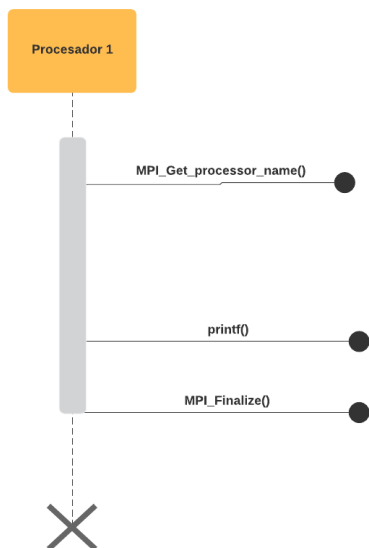 Procesador 1
MPI_Get_processor_name()
printf()
MPI_Finalize()